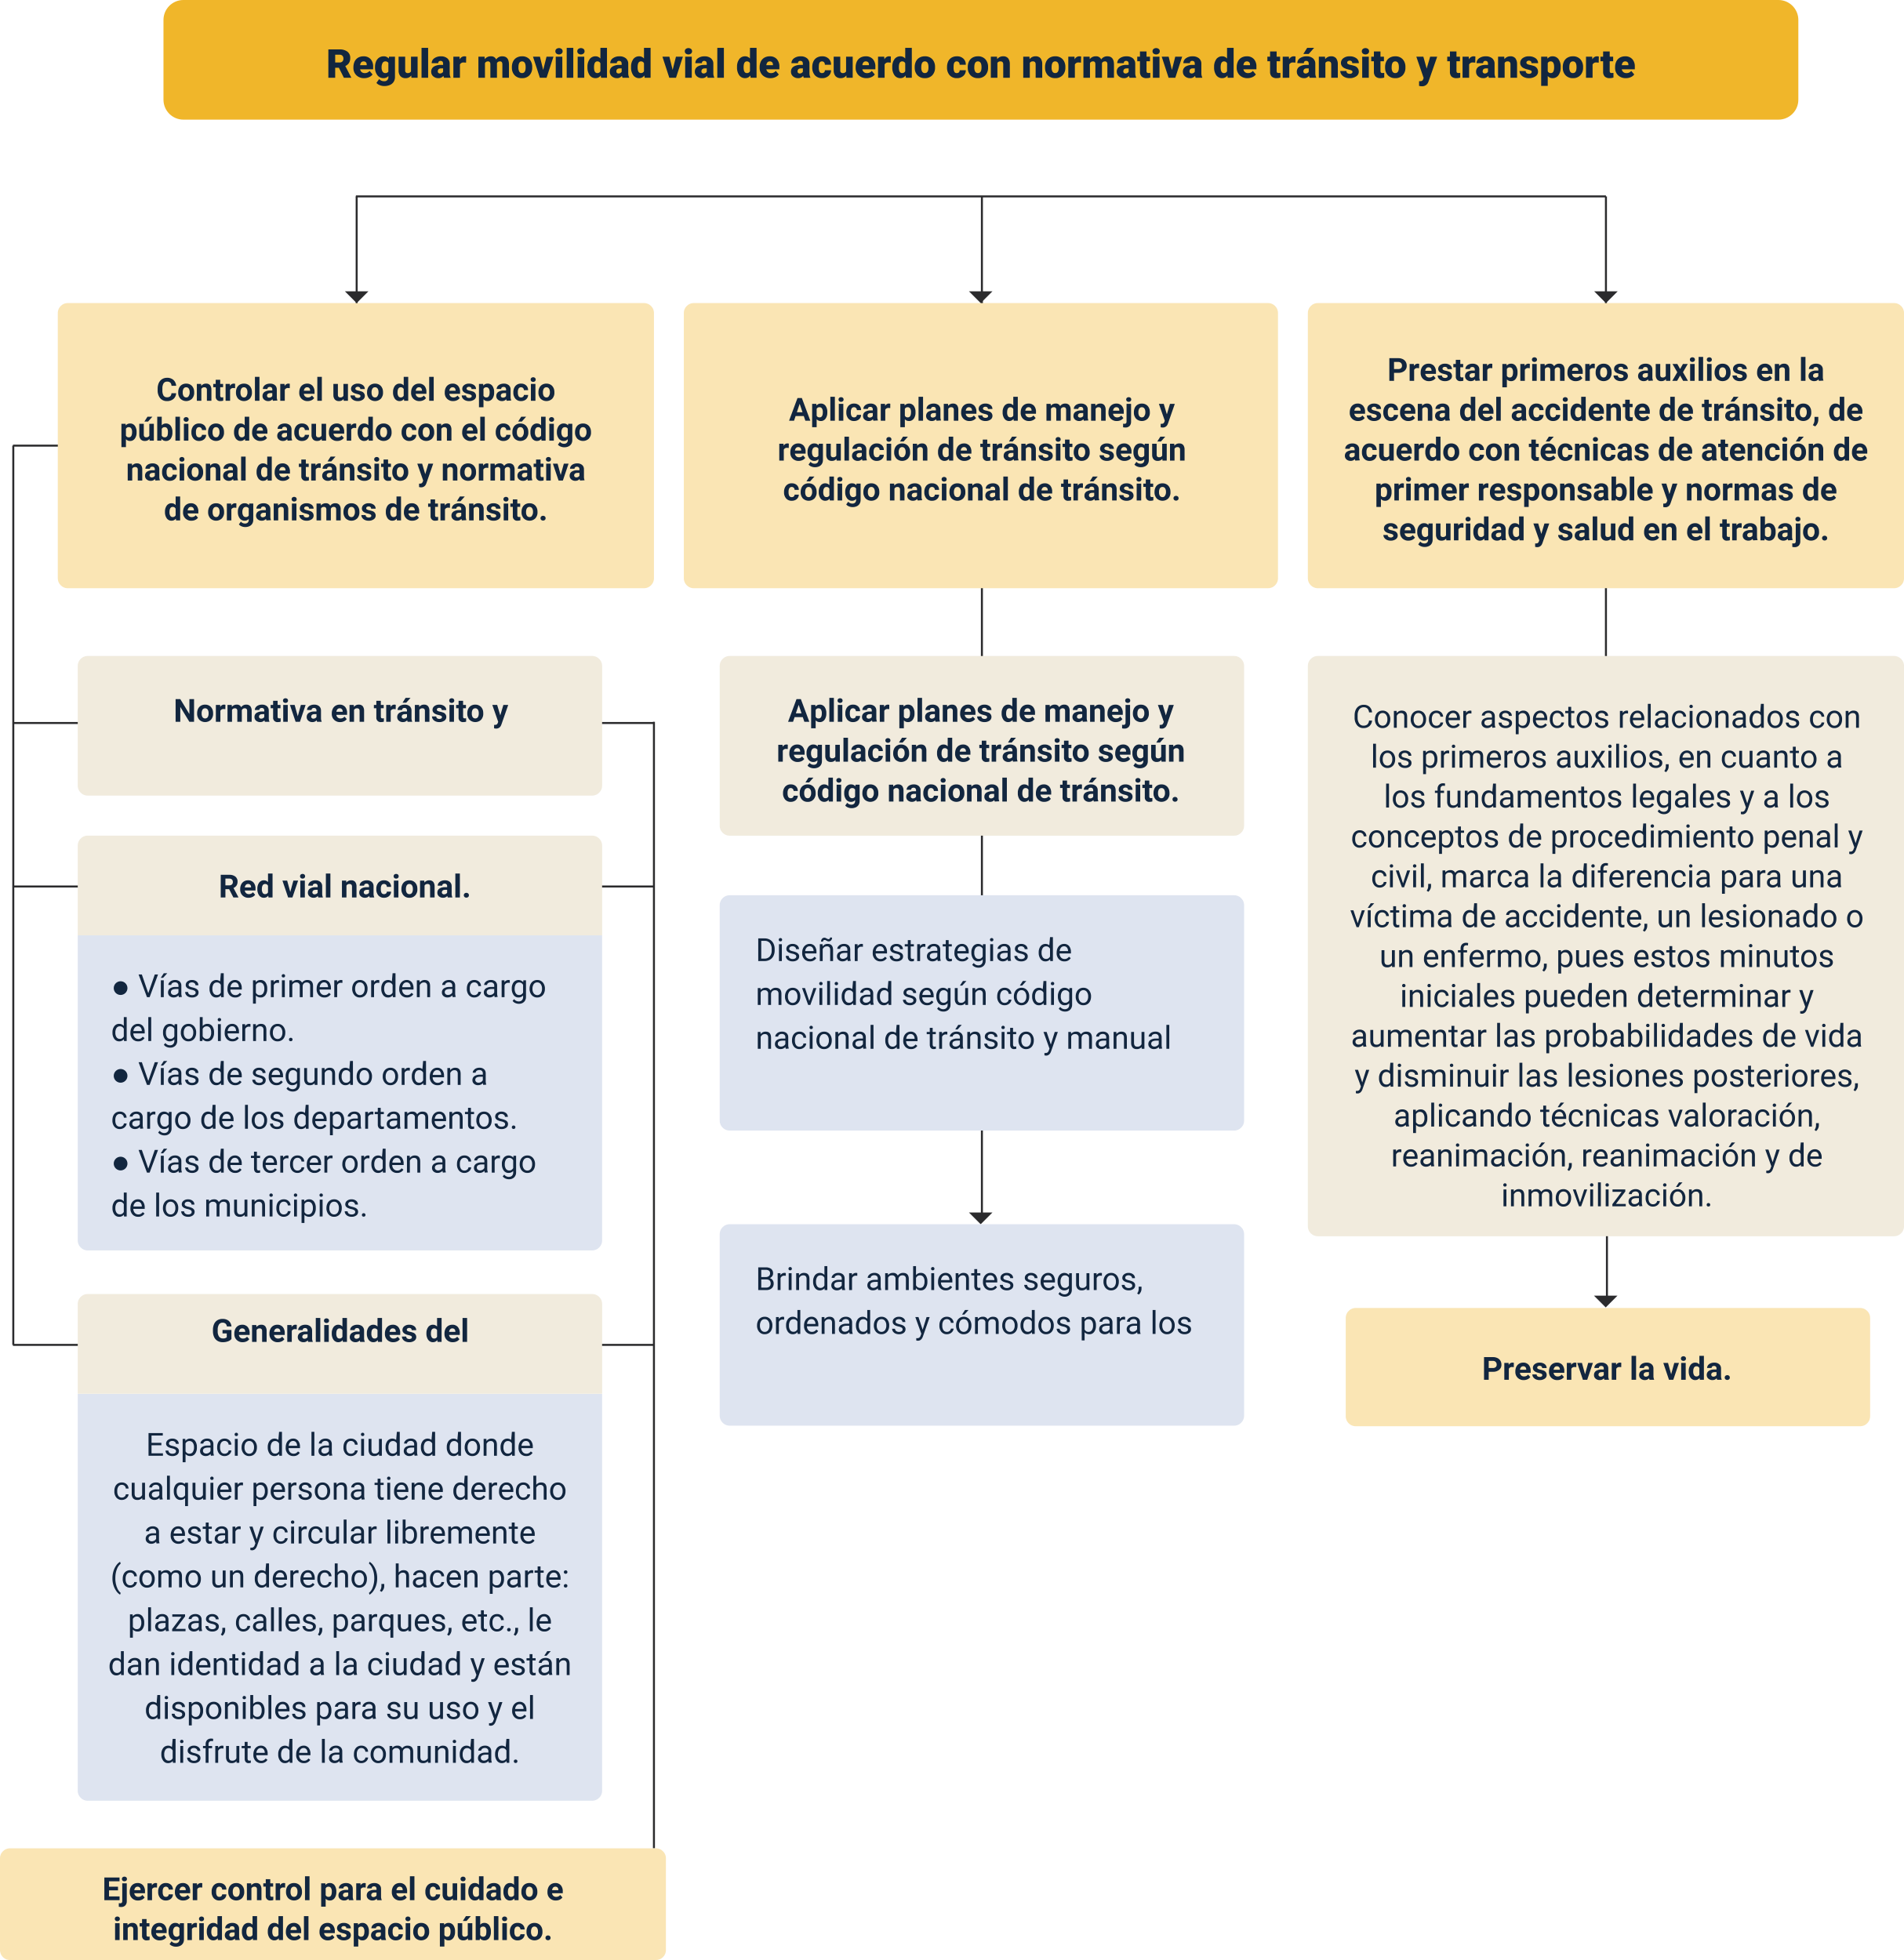 Regular movilidad vial de acuerdo con normativa de tránsito y transporte
Controlar el uso del espacio
público de acuerdo con el código
nacional de tránsito y normativa
de organismos de tránsito.
Normativa en tránsito y
Red vial nacional.
● Vías de primer orden a cargo
del gobierno.
● Vías de segundo orden a
cargo de los departamentos.
● Vías de tercer orden a cargo
de los municipios.
Generalidades del
Espacio de la ciudad donde
cualquier persona tiene derecho
a estar y circular libremente
(como un derecho), hacen parte:
plazas, calles, parques, etc., le
dan identidad a la ciudad y están
disponibles para su uso y el
disfrute de la comunidad.
Ejercer control para el cuidado e
integridad del espacio público.
Aplicar planes de manejo y
regulación de tránsito según
código nacional de tránsito.
Aplicar planes de manejo y
regulación de tránsito según
código nacional de tránsito.
Diseñar estrategias de
movilidad según código
nacional de tránsito y manual
Brindar ambientes seguros,
ordenados y cómodos para los
Prestar primeros auxilios en la
escena del accidente de tránsito, de
acuerdo con técnicas de atención de
primer responsable y normas de
seguridad y salud en el trabajo.
Conocer aspectos relacionados con
los primeros auxilios, en cuanto a
los fundamentos legales y a los
conceptos de procedimiento penal y
civil, marca la diferencia para una
víctima de accidente, un lesionado o
un enfermo, pues estos minutos
iniciales pueden determinar y
aumentar las probabilidades de vida
y disminuir las lesiones posteriores,
aplicando técnicas valoración,
reanimación, reanimación y de
inmovilización.
Preservar la vida.